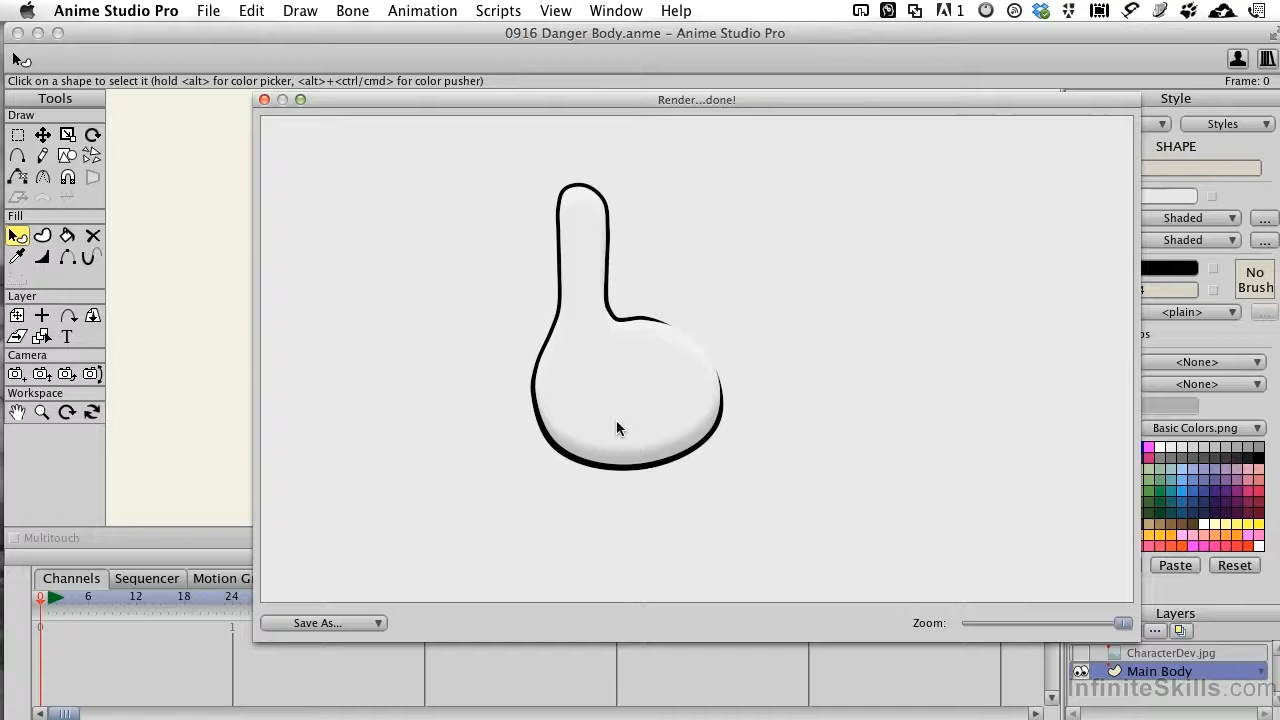 Anime Studio Pro File Edit Draw Bone Animation Scripts View Window Help 1
0916 Danger Body.anme - Anime Studio Pro
Click on a shape to select it (hold <alt> for color picker, <alt>+<ctrl/cmd> for color pusher) Frame: 0
Tools
Render...done!
Style
Draw
Styles
SHAPE
Fill
Shaded ...
Shaded ...
No Brush
Layer
<plain> ...
T
Camera
<None>
Workspace
<None>
Basic Colors.png
Multitouch
Paste Reset
Channels Sequencer Motion G
0 6 12 18 24
Save As... Zoom:
Layers
0 1
...
CharacterDev.jpg
Main Body
InfiniteSkills.com